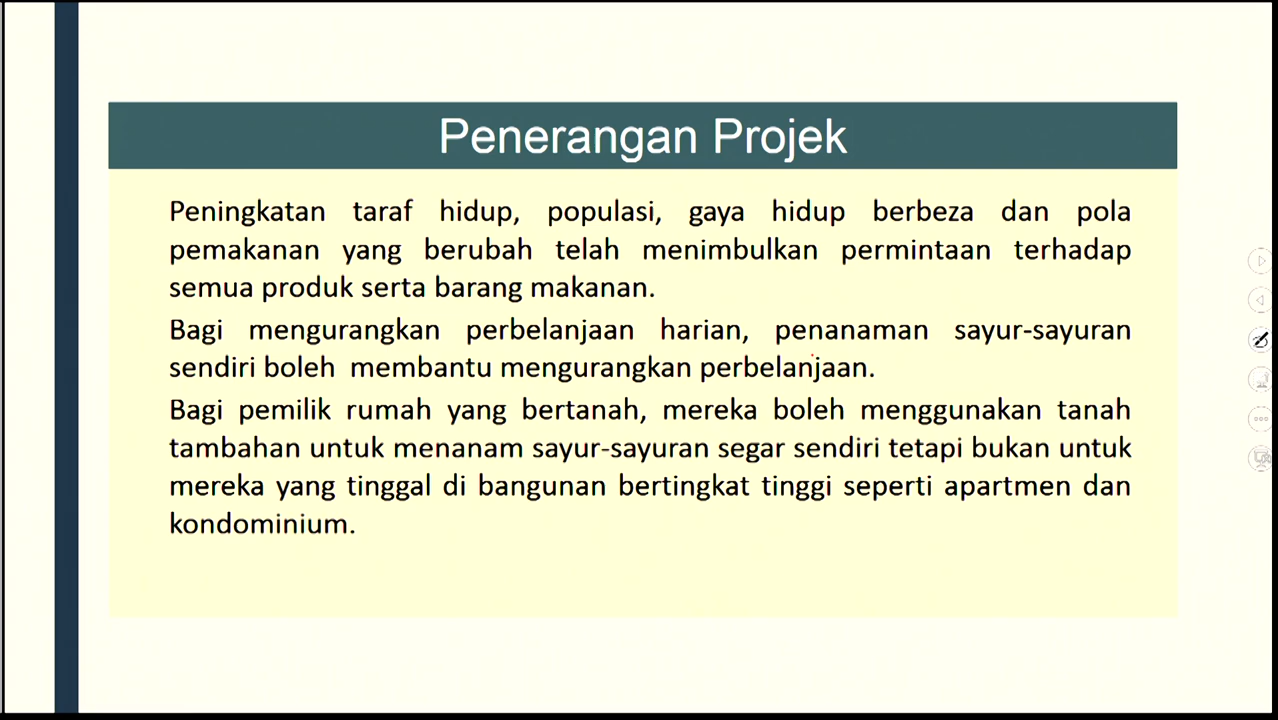 Penerangan Projek
Peningkatan taraf hidup, populasi, gaya hidup berbeza dan pola
pemakanan yang berubah telah menimbulkan permintaan terhadap
semua produk serta barang makanan.
Bagi mengurangkan perbelanjaan harian, penanaman sayur-sayuran
sendiri boleh membantu mengurangkan perbelanjaan.
Bagi pemilik rumah yang bertanah, mereka boleh menggunakan tanah
tambahan untuk menanam sayur-sayuran segar sendiri tetapi bukan untuk
mereka yang tinggal di bangunan bertingkat tinggi seperti apartmen dan
kondominium.